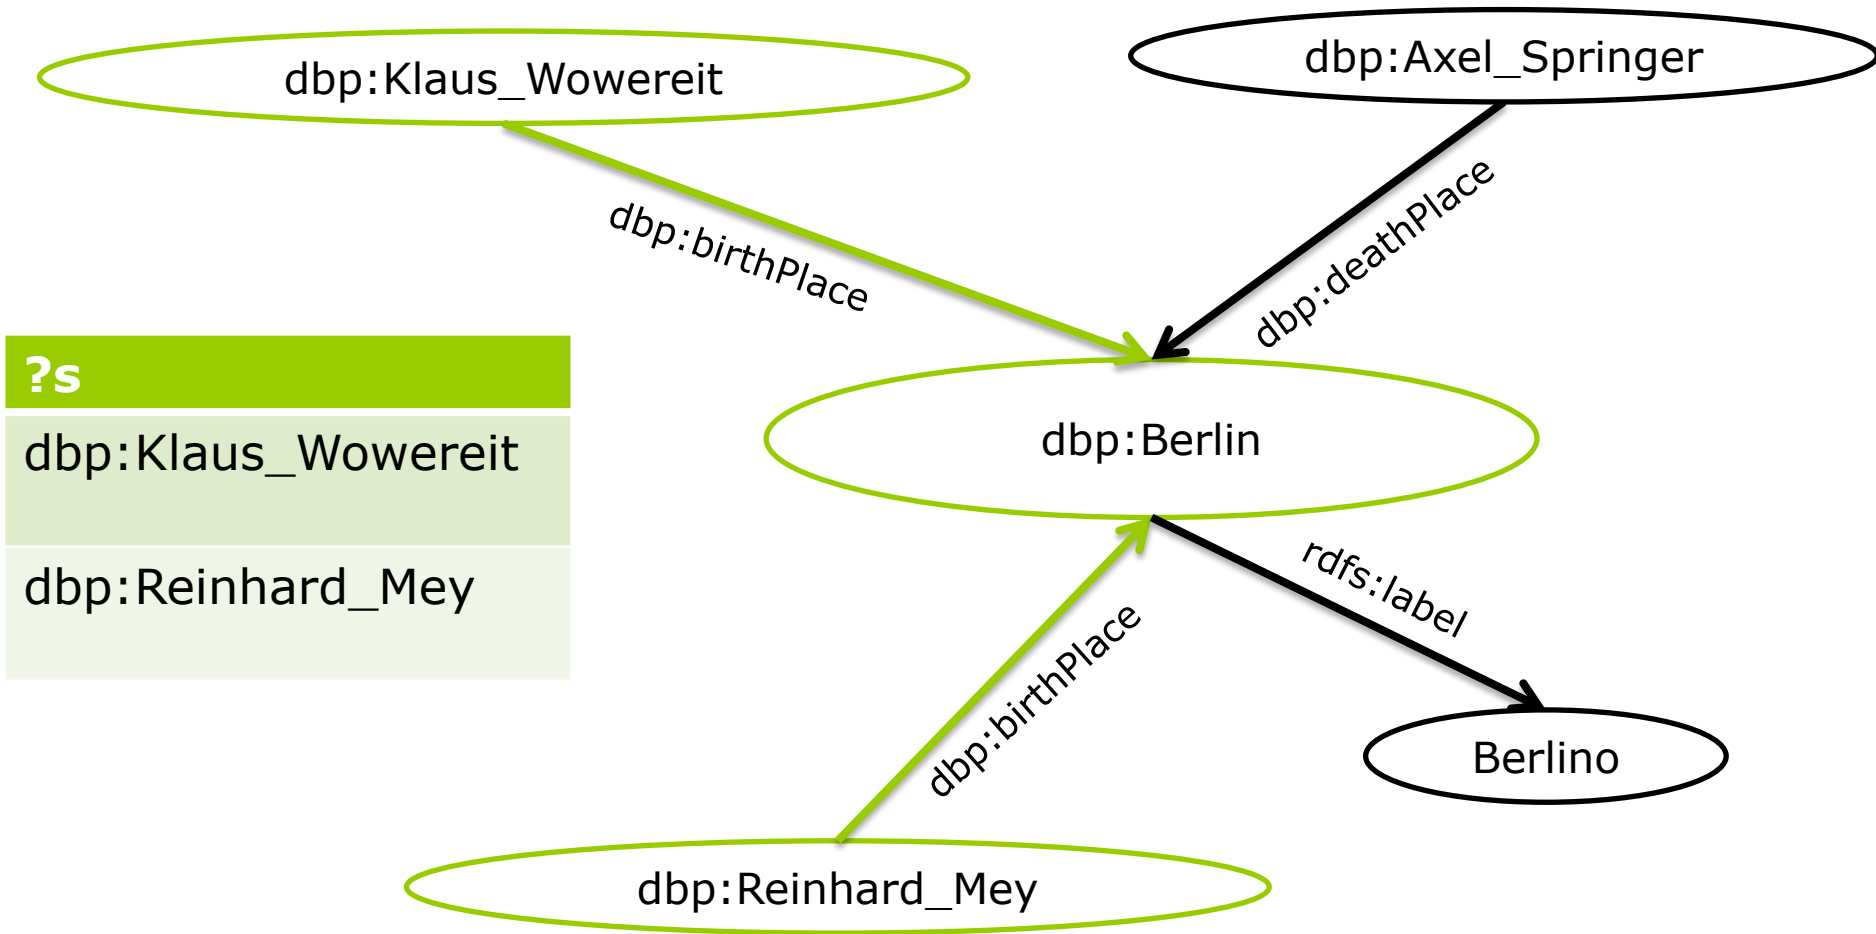 dbp:Klaus_Wowereit
dbp:Axel_Springer
dbp:birthPlace
dbp:deathPlace
?s
dbp:Klaus_Wowereit
dbp:Reinhard_Mey
dbp:Berlin
rdfs:label
dbp:birthPlace
Berlino
dbp:Reinhard_Mey